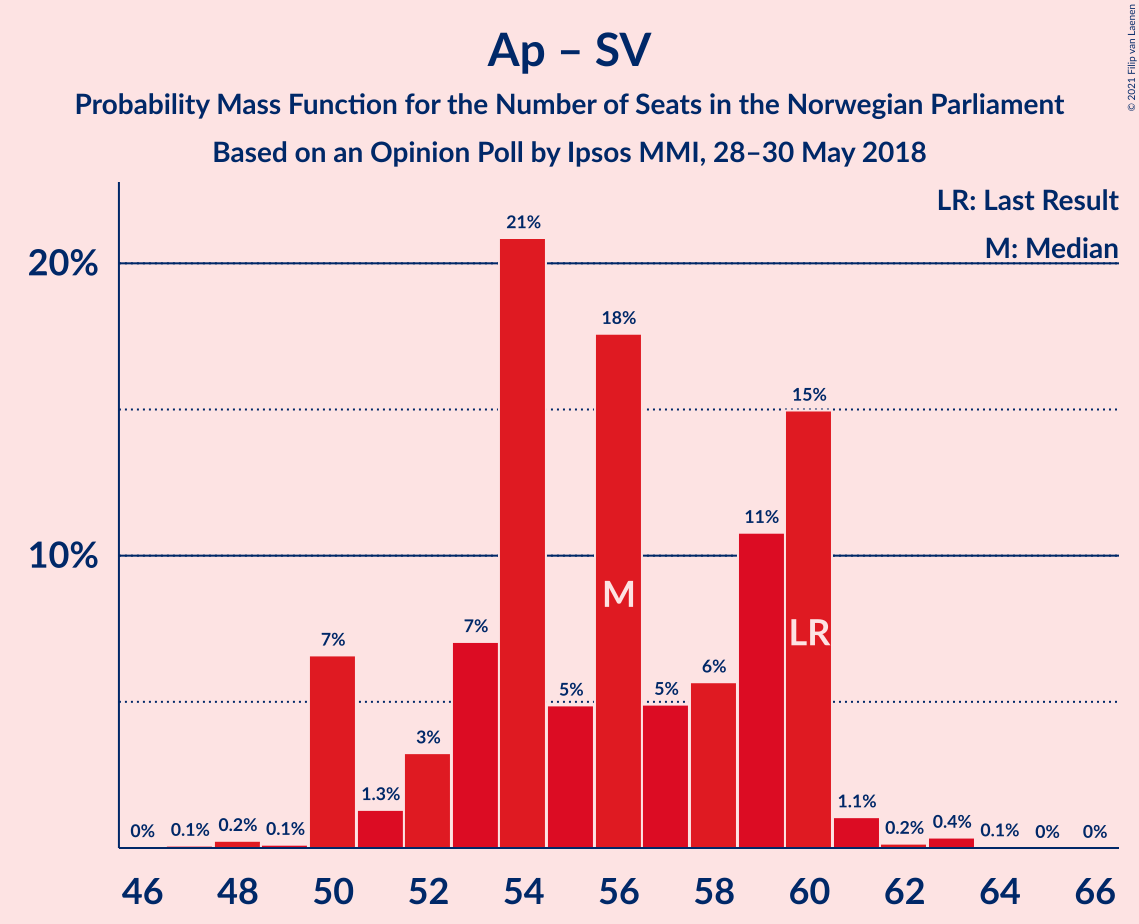 Ap – SV
Probability Mass Function for the Number of Seats in the Norwegian Parliament
Based on an Opinion Poll by Ipsos MMI, 28–30 May 2018
© 2021 Filip van Laenen
LR: Last Result
M: Median
20%
10%
0%
0.1%
0.2%
0.1%
7%
1.3%
3%
7%
21%
5%
18%
5%
6%
11%
15%
1.1%
0.2%
0.4%
0.1%
0%
0%
M
LR
46 48 50 52 54 56 58 60 62 64 66